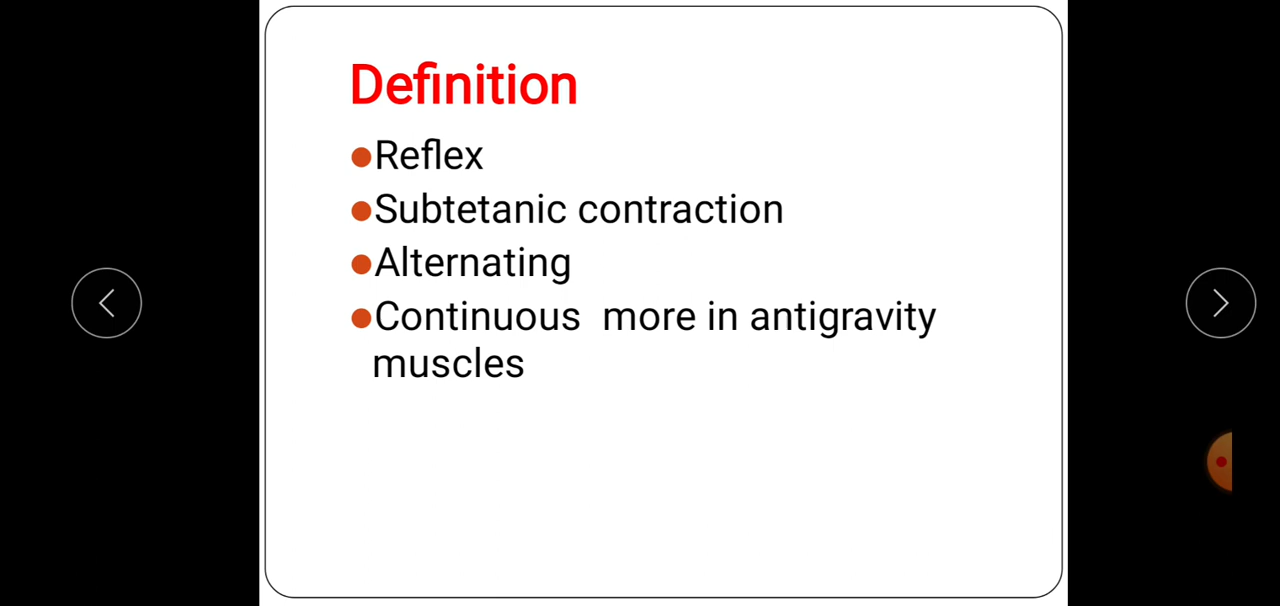 Definition
●Reflex
●Subtetanic contraction
●Alternating
●Continuous  more in antigravity
muscles